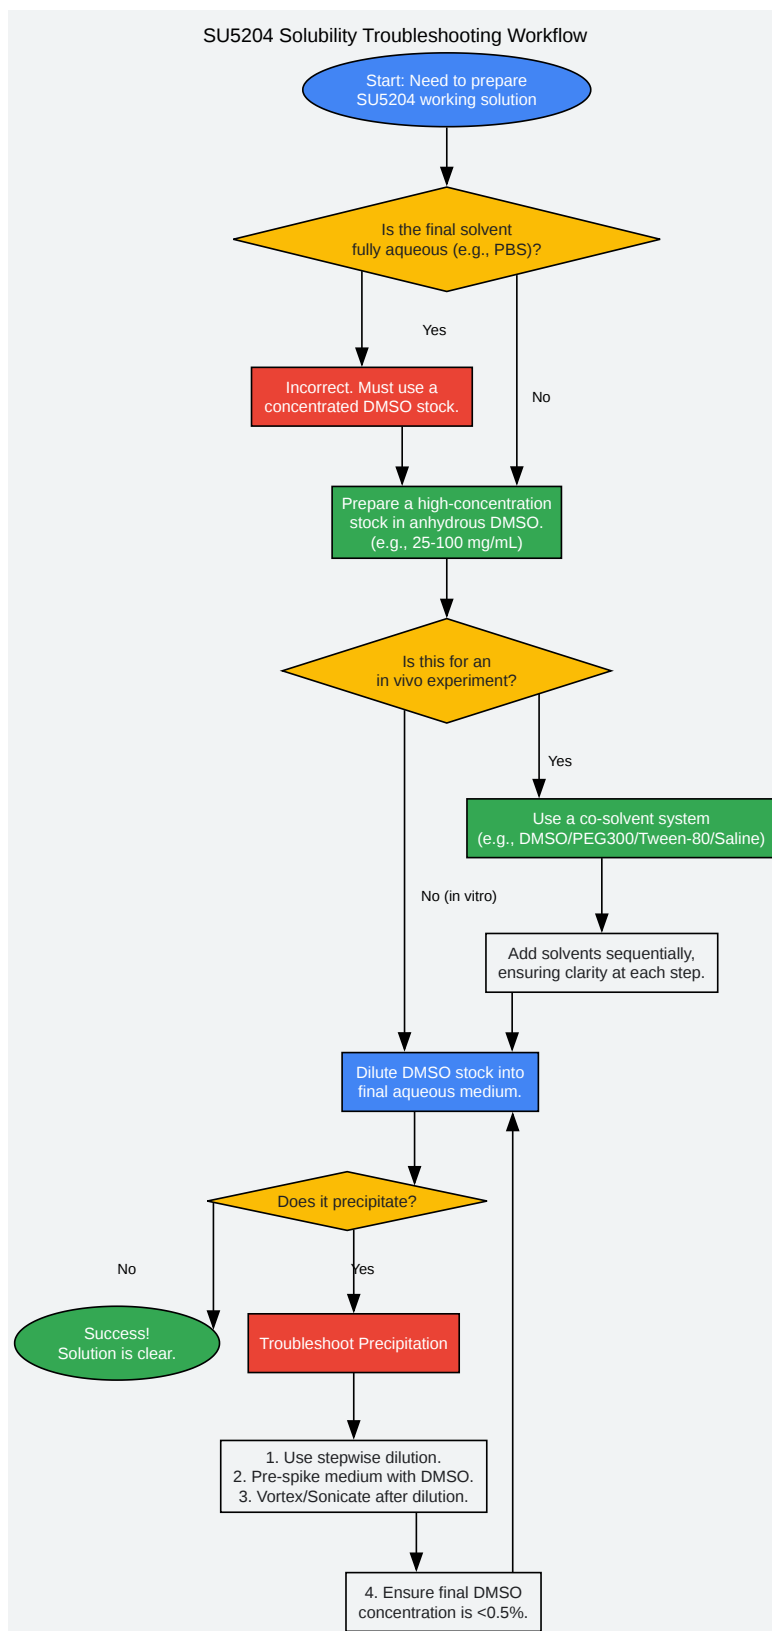 SU5204 Solubility Troubleshooting Workflow
Start: Need to prepare
SU5204 working solution
Is the final solvent
fully aqueous (e.g., PBS)?
Yes
Incorrect. Must use a
concentrated DMSO stock.
No
Prepare a high-concentration
stock in anhydrous DMSO.
(e.g., 25-100 mg/mL)
Is this for an
in vivo experiment?
Yes
Use a co-solvent system
(e.g., DMSO/PEG300/Tween-80/Saline)
No (in vitro)
Add solvents sequentially,
ensuring clarity at each step.
Dilute DMSO stock into
final aqueous medium.
Does it precipitate?
No
Yes
Success!
Solution is clear.
Troubleshoot Precipitation
1. Use stepwise dilution.
2. Pre-spike medium with DMSO.
3. Vortex/Sonicate after dilution.
4. Ensure final DMSO
concentration is <0.5%.